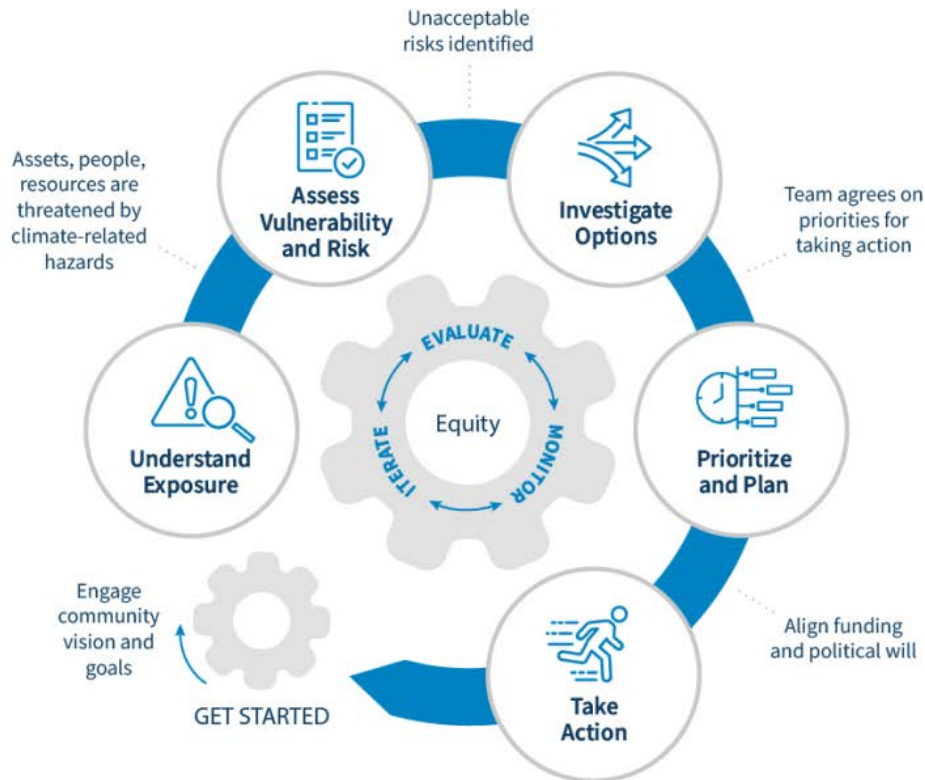 Unacceptable
risks identified
Assess
Vulnerability
and Risk
Investigate
Options
Assets, people,
resources are
threatened by
climate-related
hazards
Team agrees on
priorities for
taking action
EVALUATE
Equity
ITERATE
MONITOR
Understand
Exposure
Prioritize
and Plan
Engage
community
vision and
goals
GET STARTED
Align funding
and political will
Take
Action